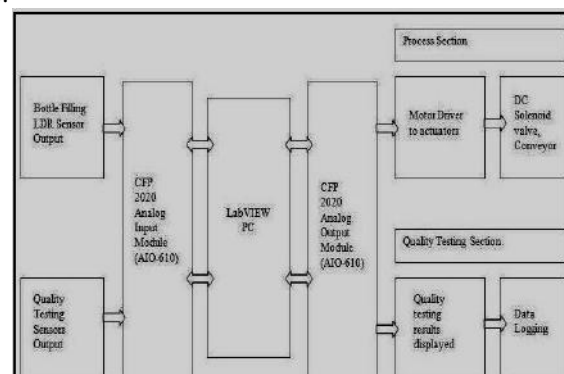 Process Section
Bottle Filling
LDR Sensor
Output
CFP
2020
Analog
Input
Module
(AIO-610)
LabVIEW
PC
CFP
2020
Analog
Output
Module
(AIO-610)
Motor Driver
to actuators
DC
Solenoid
valve,
Conveyor
Quality Testing Section
Quality
Testing
Sensors
Output
Quality
testing
results
displayed
Data
Logging